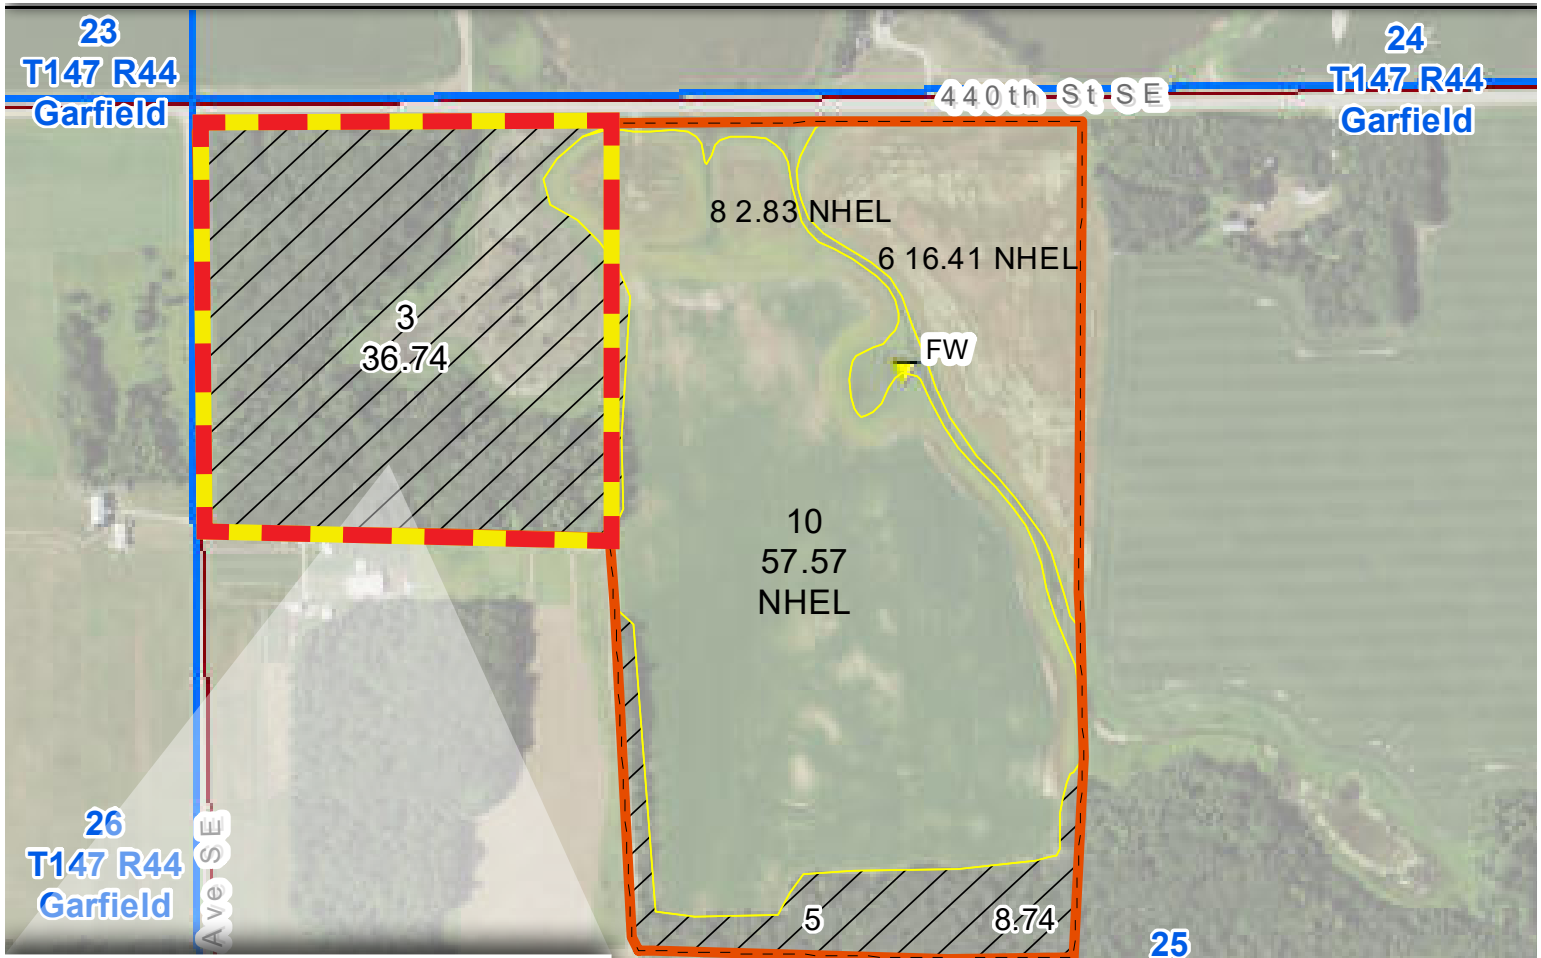 23
T147 R44
Garfield
24
T147 R44
Garfield
440th St SE
8 2.83 NHEL
6 16.41 NHEL
3
36.74
FW
10
57.57
NHEL
26
T147 R44
Garfield
Ave SE
5
8.74
25